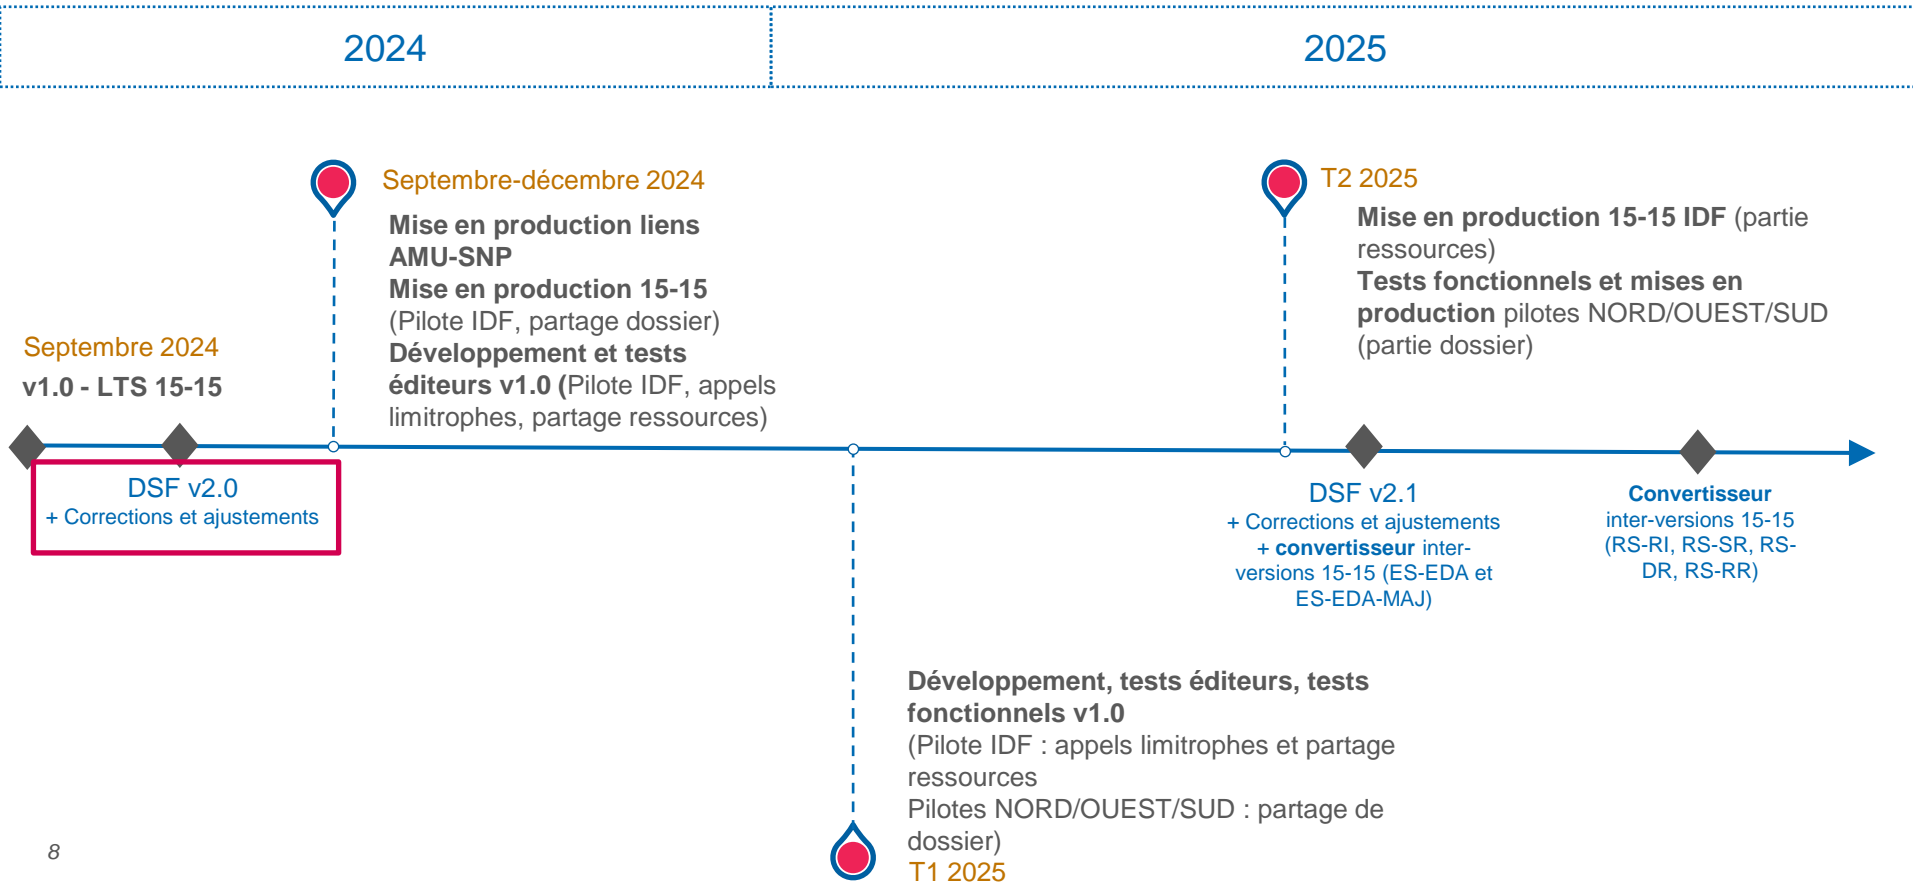 2024
2025
Septembre 2024
v1.0 - LTS 15-15
DSF v2.0
+ Corrections et ajustements
Septembre-décembre 2024
Mise en production liens
AMU-SNP
Mise en production 15-15
(Pilote IDF, partage dossier)
Développement et tests
éditeurs v1.0 (Pilote IDF, appels
limitrophes, partage ressources)
Développement, tests éditeurs, tests
fonctionnels v1.0
(Pilote IDF : appels limitrophes et partage
ressources
Pilotes NORD/OUEST/SUD : partage de
dossier)
T1 2025
T2 2025
Mise en production 15-15 IDF (partie
ressources)
Tests fonctionnels et mises en
production pilotes NORD/OUEST/SUD
(partie dossier)
DSF v2.1
+ Corrections et ajustements
+ convertisseur inter-
versions 15-15 (ES-EDA et
ES-EDA-MAJ)
Convertisseur
inter-versions 15-15
(RS-RI, RS-SR, RS-
DR, RS-RR)
8